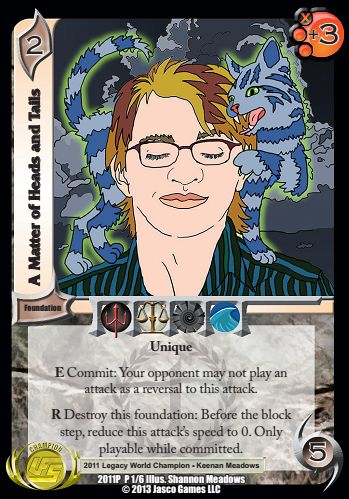 2
X
+3
A Matter of Heads and Tails
Foundation
Unique
E Commit: Your opponent may not play an
attack as a reversal to this attack.
R Destroy this foundation: Before the block
step, reduce this attack's speed to 0. Only
playable while committed.
CHAMPION
UFS
5
2011 Legacy World Champion - Keenan Meadows
2011P P 1/6 Illus. Shannon Meadows
© 2013 Jasco Games LLC